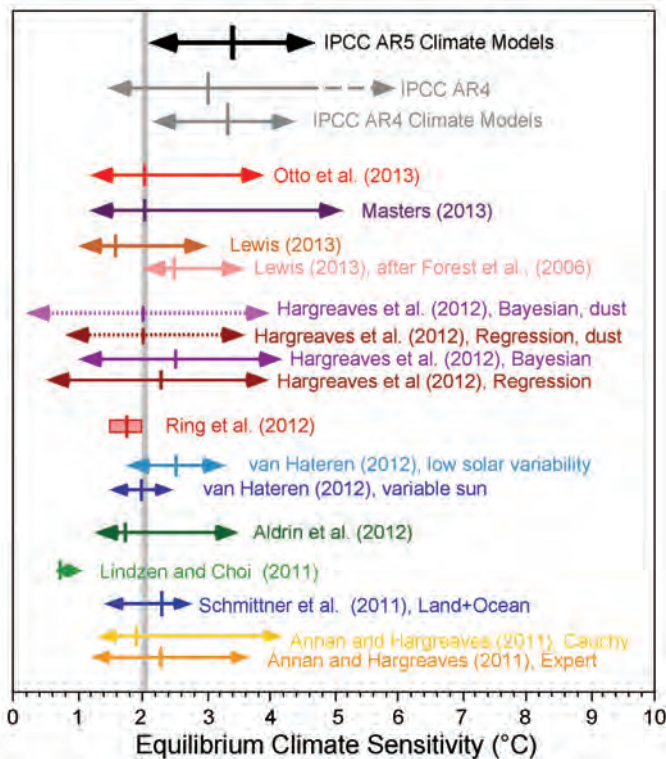 IPCC AR5 Climate Models
IPCC AR4
IPCC AR4 Climate Models
Otto et al. (2013)
Masters (2013)
Lewis (2013)
Lewis (2013), after Forest et al., (2006)
Hargreaves et al. (2012), Bayesian, dust
Hargreaves et al. (2012), Regression, dust
Hargreaves et al. (2012), Bayesian
Hargreaves et al (2012), Regression
Ring et al. (2012)
van Hateren (2012), low solar variability
van Hateren (2012), variable sun
Aldrin et al. (2012)
Lindzen and Choi (2011)
Schmittner et al. (2011), Land+Ocean
Annan and Hargreaves (2011), Cauchy
Annan and Hargreaves (2011), Expert
0 1 2 3 4 5 6 7 8 9 10
Equilibrium Climate Sensitivity (°C)